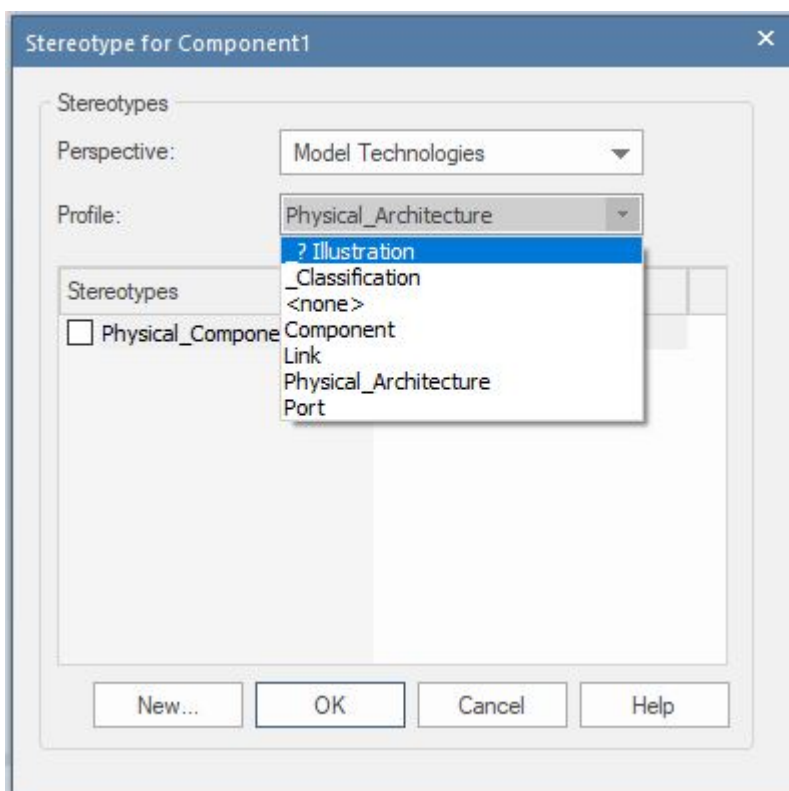 Stereotype for Component1
Stereotypes
Perspective: Model Technologies
Profile: Physical_Architecture
_? Illustration
_Classification
<none>
Component
Link
Physical_Architecture
Port
Stereotypes
Physical_Compone
New... OK Cancel Help